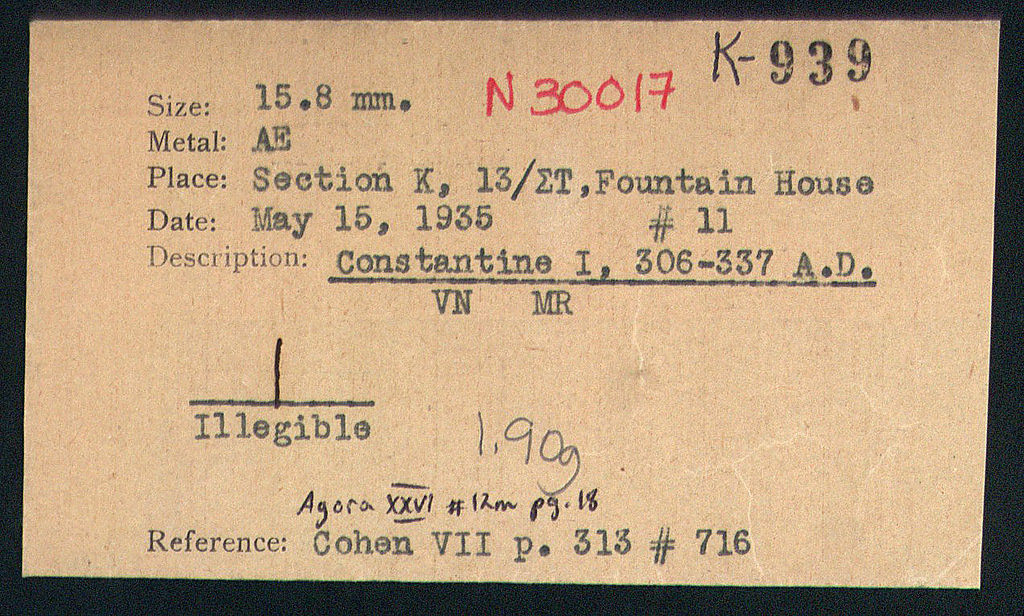 K-939
N 30017
Size: 15.8 mm.
Metal: AE
Place: Section K, 13/ΣΤ, Fountain House
Date: May 15, 1935 # 11
Description: Constantine I, 306-337 A.D.
VN MR
Illegible
1.90g
Agora XXVI #12m pg. 18
Reference: Cohen VII p. 313 # 716